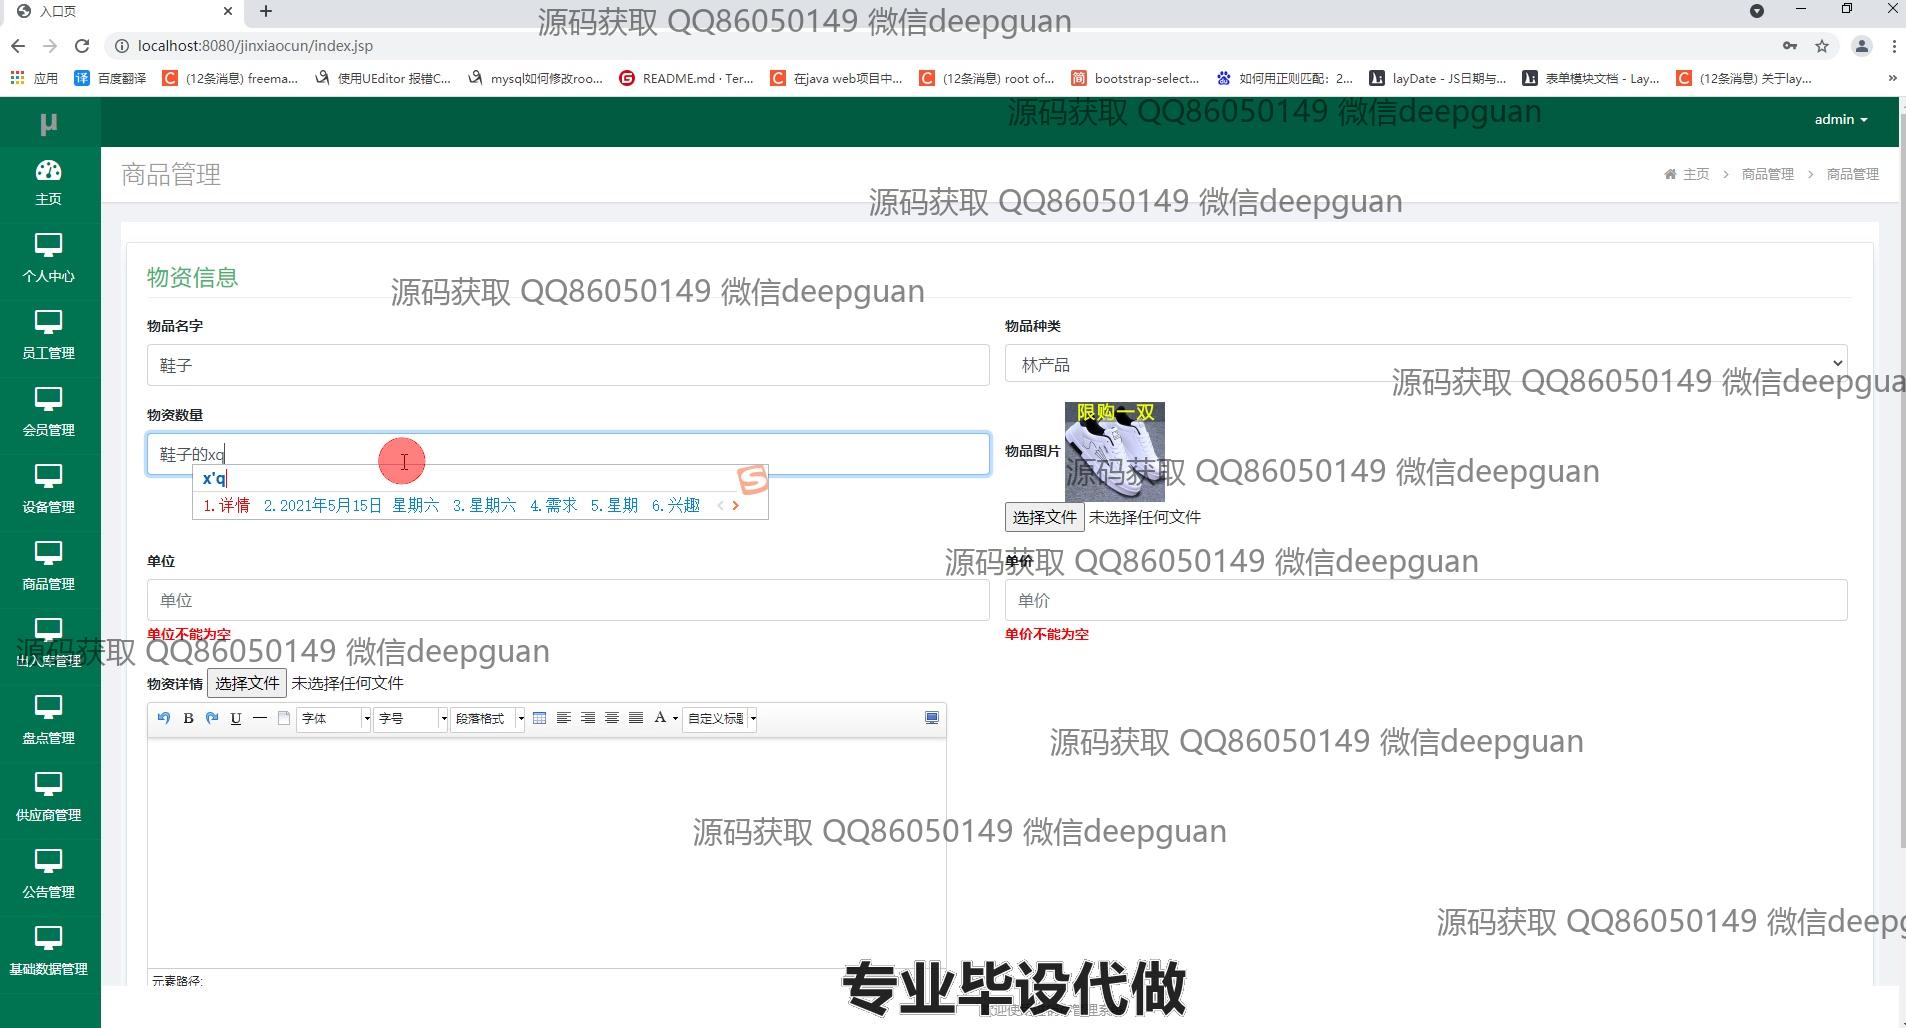 入口页
源码获取 QQ86050149 微信deepguan
localhost:8080/jinxiaocun/index.jsp
应用
百度翻译
(12条消息) freema...
使用UEditor 报错C...
mysql如何修改roo...
README.md · Ter...
在java web项目中...
(12条消息) root of...
bootstrap-select...
如何用正则匹配：2...
layDate - JS日期与...
表单模块文档 - Lay...
(12条消息) 关于lay...
µ
源码获取 QQ86050149 微信deepguan
admin
主页
个人中心
员工管理
会员管理
设备管理
商品管理
出入库管理
盘点管理
供应商管理
公告管理
基础数据管理
商品管理
主页 > 商品管理 > 商品管理
源码获取 QQ86050149 微信deepguan
物资信息
源码获取 QQ86050149 微信deepguan
物品名字
物品种类
鞋子
林产品
源码获取 QQ86050149 微信deepgua
物资数量
限购一双
鞋子的xq
物品图片
源码获取 QQ86050149 微信deepguan
x'q
1.详情 2.2021年5月15日 星期六 3.星期六 4.需求 5.星期 6.兴趣
选择文件 未选择任何文件
单位
单价
源码获取 QQ86050149 微信deepguan
单位
单价
单位不能为空
单价不能为空
源码获取 QQ86050149 微信deepguan
物资详情 选择文件 未选择任何文件
B U 字体 字号 段落格式 A 自定义标题
源码获取 QQ86050149 微信deepguan
源码获取 QQ86050149 微信deepguan
源码获取 QQ86050149 微信deepg
元素路径:
专业毕设代做